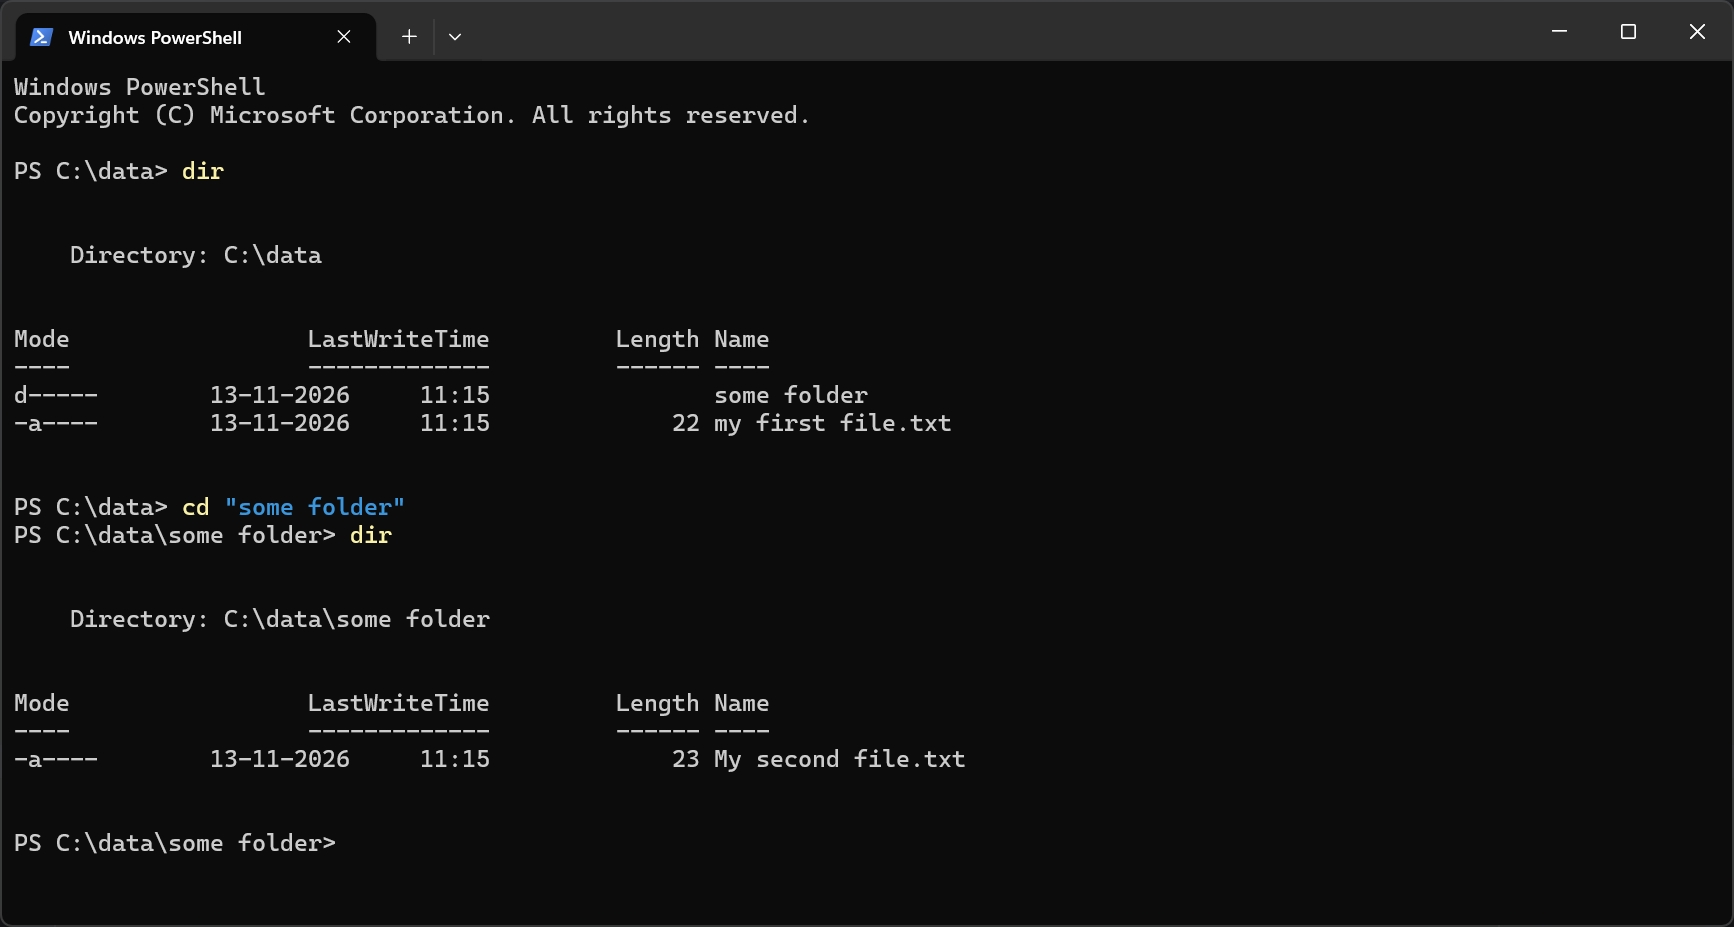 Windows PowerShell
Windows PowerShell
Copyright (C) Microsoft Corporation. All rights reserved.
PS C:\data> dir
Directory: C:\data
Mode                 LastWriteTime         Length Name
----                 -------------         ------ ----
d-----        13-11-2026     11:15                some folder
-a----        13-11-2026     11:15             22 my first file.txt
PS C:\data> cd "some folder"
PS C:\data\some folder> dir
Directory: C:\data\some folder
Mode                 LastWriteTime         Length Name
----                 -------------         ------ ----
-a----        13-11-2026     11:15             23 My second file.txt
PS C:\data\some folder>